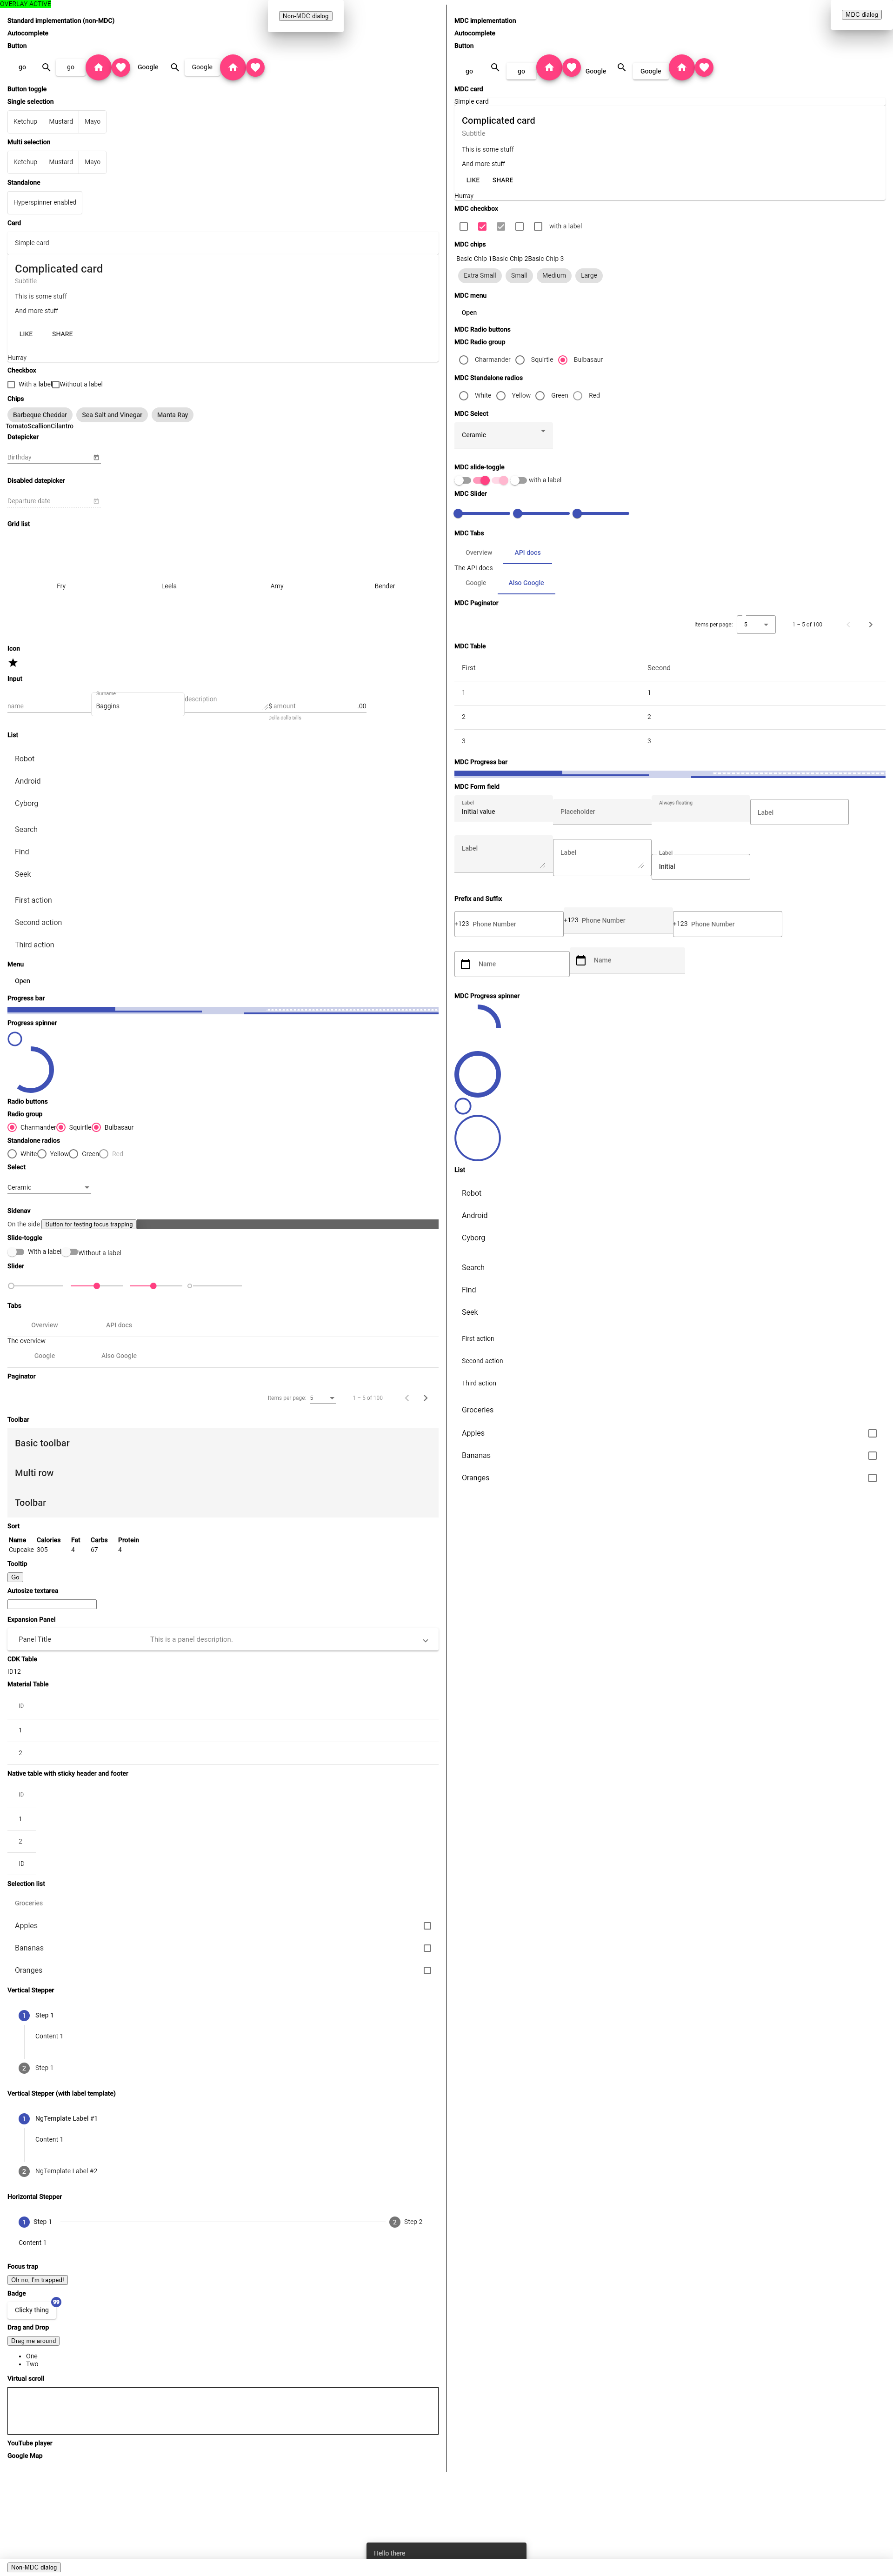 OVERLAY ACTIVE
Non-MDC dialog
MDC dialog
Standard implementation (non-MDC)
Autocomplete
Button
go
go
Google
Google
Button toggle
Single selection
Ketchup Mustard Mayo
Multi selection
Ketchup Mustard Mayo
Standalone
Hyperspinner enabled
Card
Simple card
Complicated card
Subtitle
This is some stuff
And more stuff
LIKE SHARE
Hurray
Checkbox
With a label Without a label
Chips
Barbeque Cheddar Sea Salt and Vinegar Manta Ray
TomatoScallionCilantro
Datepicker
Birthday
Disabled datepicker
Departure date
Grid list
Fry Leela Amy Bender
Icon
Input
name
Surname
Baggins
description
$ amount .00
Dolla dolla bills
List
Robot
Android
Cyborg
Search
Find
Seek
First action
Second action
Third action
Menu
Open
Progress bar
Progress spinner
Radio buttons
Radio group
Charmander Squirtle Bulbasaur
Standalone radios
White Yellow Green Red
Select
Ceramic
Sidenav
On the side Button for testing focus trapping
Slide-toggle
With a label Without a label
Slider
Tabs
Overview API docs
The overview
Google Also Google
Paginator
Items per page: 5 1 – 5 of 100
Toolbar
Basic toolbar
Multi row
Toolbar
Sort
Name Calories Fat Carbs Protein
Cupcake 305 4 67 4
Tooltip
Go
Autosize textarea
Expansion Panel
Panel Title This is a panel description.
CDK Table
ID12
Material Table
ID
1
2
Native table with sticky header and footer
ID
1
2
ID
Selection list
Groceries
Apples
Bananas
Oranges
Vertical Stepper
1 Step 1
Content 1
2 Step 1
Vertical Stepper (with label template)
1 NgTemplate Label #1
Content 1
2 NgTemplate Label #2
Horizontal Stepper
1 Step 1 2 Step 2
Content 1
Focus trap
Oh no, I'm trapped!
Badge
99
Clicky thing
Drag and Drop
Drag me around
One
Two
Virtual scroll
YouTube player
Google Map
MDC implementation
Autocomplete
Button
go
go
Google
Google
MDC card
Simple card
Complicated card
Subtitle
This is some stuff
And more stuff
LIKE SHARE
Hurray
MDC checkbox
with a label
MDC chips
Basic Chip 1Basic Chip 2Basic Chip 3
Extra Small Small Medium Large
MDC menu
Open
MDC Radio buttons
MDC Radio group
Charmander Squirtle Bulbasaur
MDC Standalone radios
White Yellow Green Red
MDC Select
Ceramic
MDC slide-toggle
with a label
MDC Slider
MDC Tabs
Overview API docs
The API docs
Google Also Google
MDC Paginator
Items per page: 5 1 – 5 of 100
MDC Table
First Second
1 1
2 2
3 3
MDC Progress bar
MDC Form field
Label
Initial value
Placeholder
Always floating
Label
Label
Label
Label
Initial
Prefix and Suffix
+123 Phone Number +123 Phone Number +123 Phone Number
Name Name
MDC Progress spinner
List
Robot
Android
Cyborg
Search
Find
Seek
First action
Second action
Third action
Groceries
Apples
Bananas
Oranges
Hello there
Non-MDC dialog